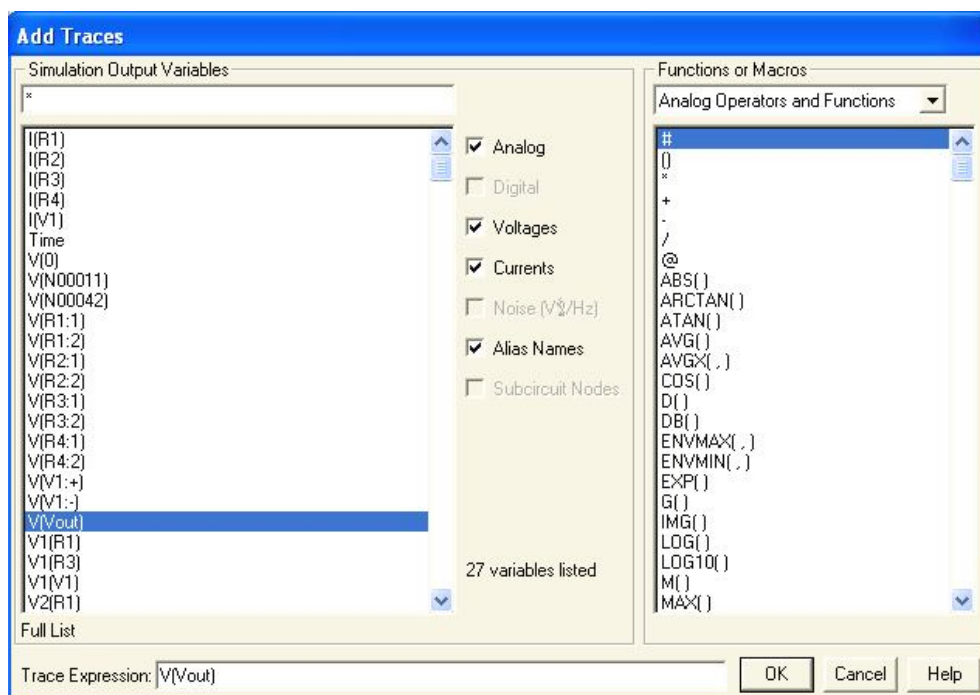 Add Traces
Simulation Output Variables
*
I(R1)
I(R2)
I(R3)
I(R4)
I(V1)
Time
V(0)
V(N00011)
V(N00042)
V(R1:1)
V(R1:2)
V(R2:1)
V(R2:2)
V(R3:1)
V(R3:2)
V(R4:1)
V(R4:2)
V(V1:+)
V(V1:-)
V(Vout)
V1(R1)
V1(R3)
V1(V1)
V2(R1)
Full List
Analog
Digital
Voltages
Currents
Noise (V²/Hz)
Alias Names
Subcircuit Nodes
27 variables listed
Functions or Macros
Analog Operators and Functions
#
()
*
+
-
/
@
ABS( )
ARCTAN( )
ATAN( )
AVG( )
AVGX( , )
COS( )
D( )
DB( )
ENVMAX( , )
ENVMIN( , )
EXP( )
G( )
IMG( )
LOG( )
LOG10( )
M( )
MAX( )
Trace Expression: V(Vout)
OK
Cancel
Help